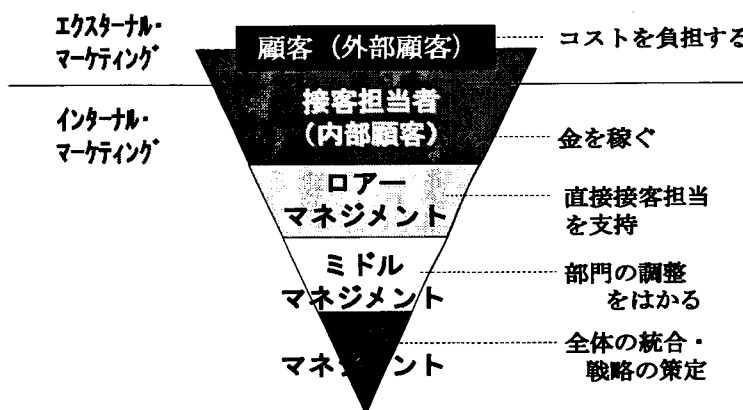 エクスターナル・
マーケティング
顧客（外部顧客）
コストを負担する
インターナル・
マーケティング
接客担当者
（内部顧客）
金を稼ぐ
ロアー
マネジメント
直接接客担当
を支持
ミドル
マネジメント
部門の調整
をはかる
全体の統合・
戦略の策定